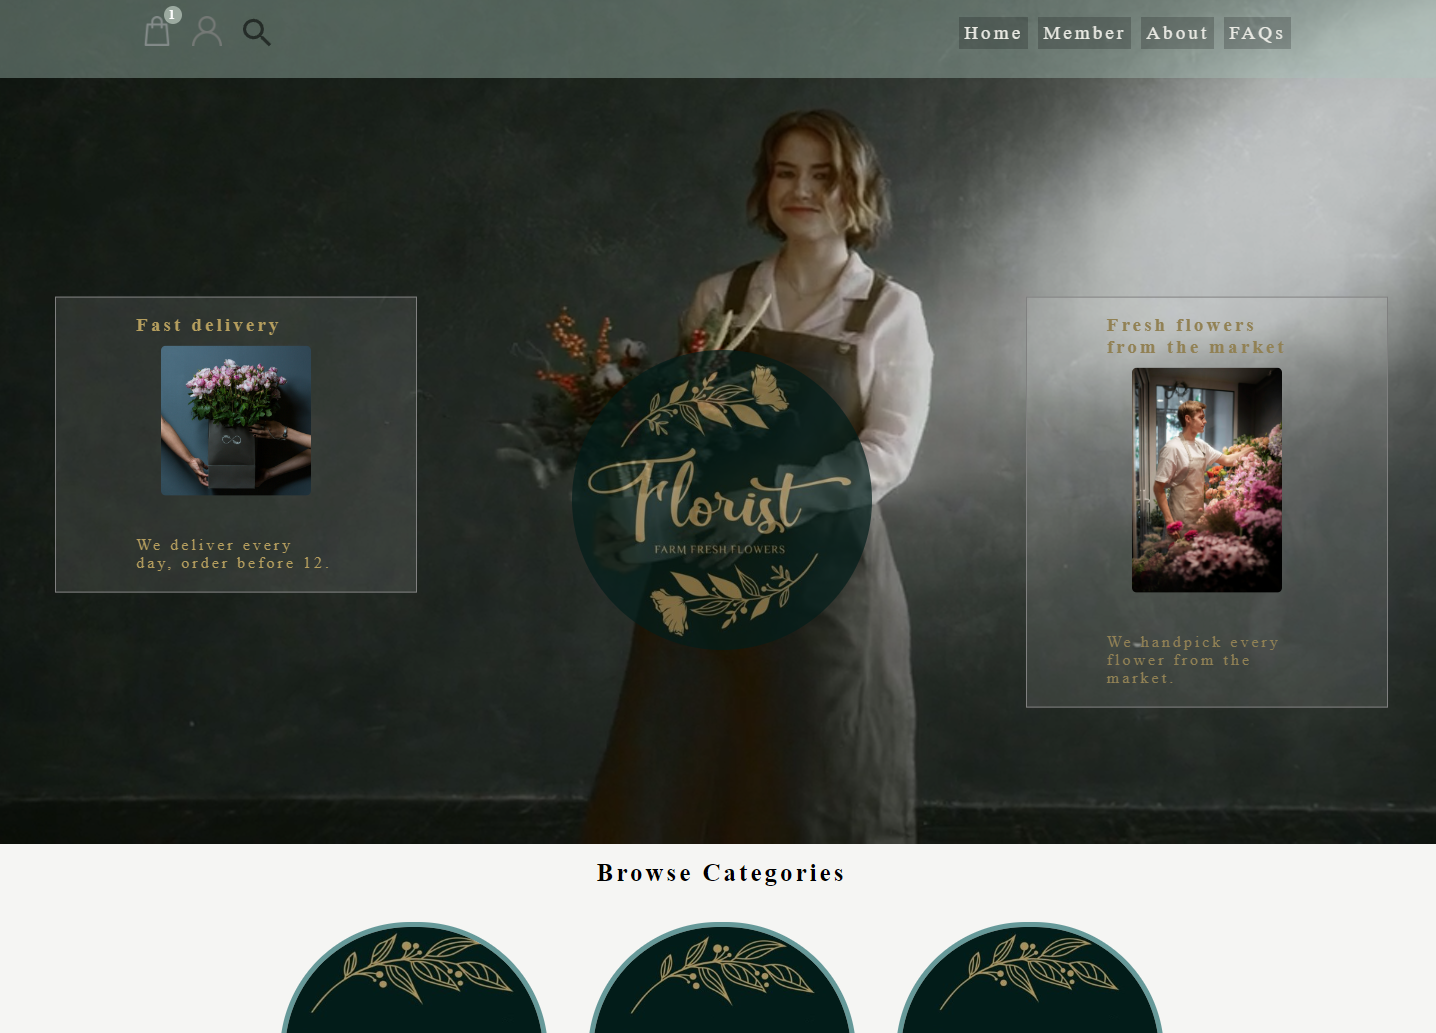 1
Home Member About FAQs
Fast delivery
We deliver every
day, order before 12.
Florist
FARM FRESH FLOWERS
Fresh flowers
from the market
We handpick every
flower from the
market.
Browse Categories